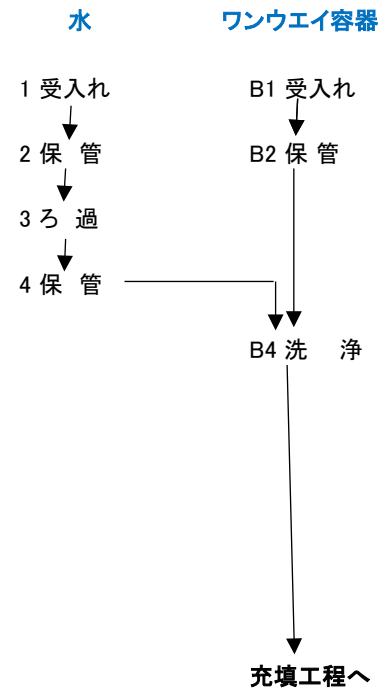 水 ワンウエイ容器
1 受入れ B1 受入れ
2 保 管 B2 保 管
3 ろ 過
4 保 管
B4 洗 浄
充填工程へ